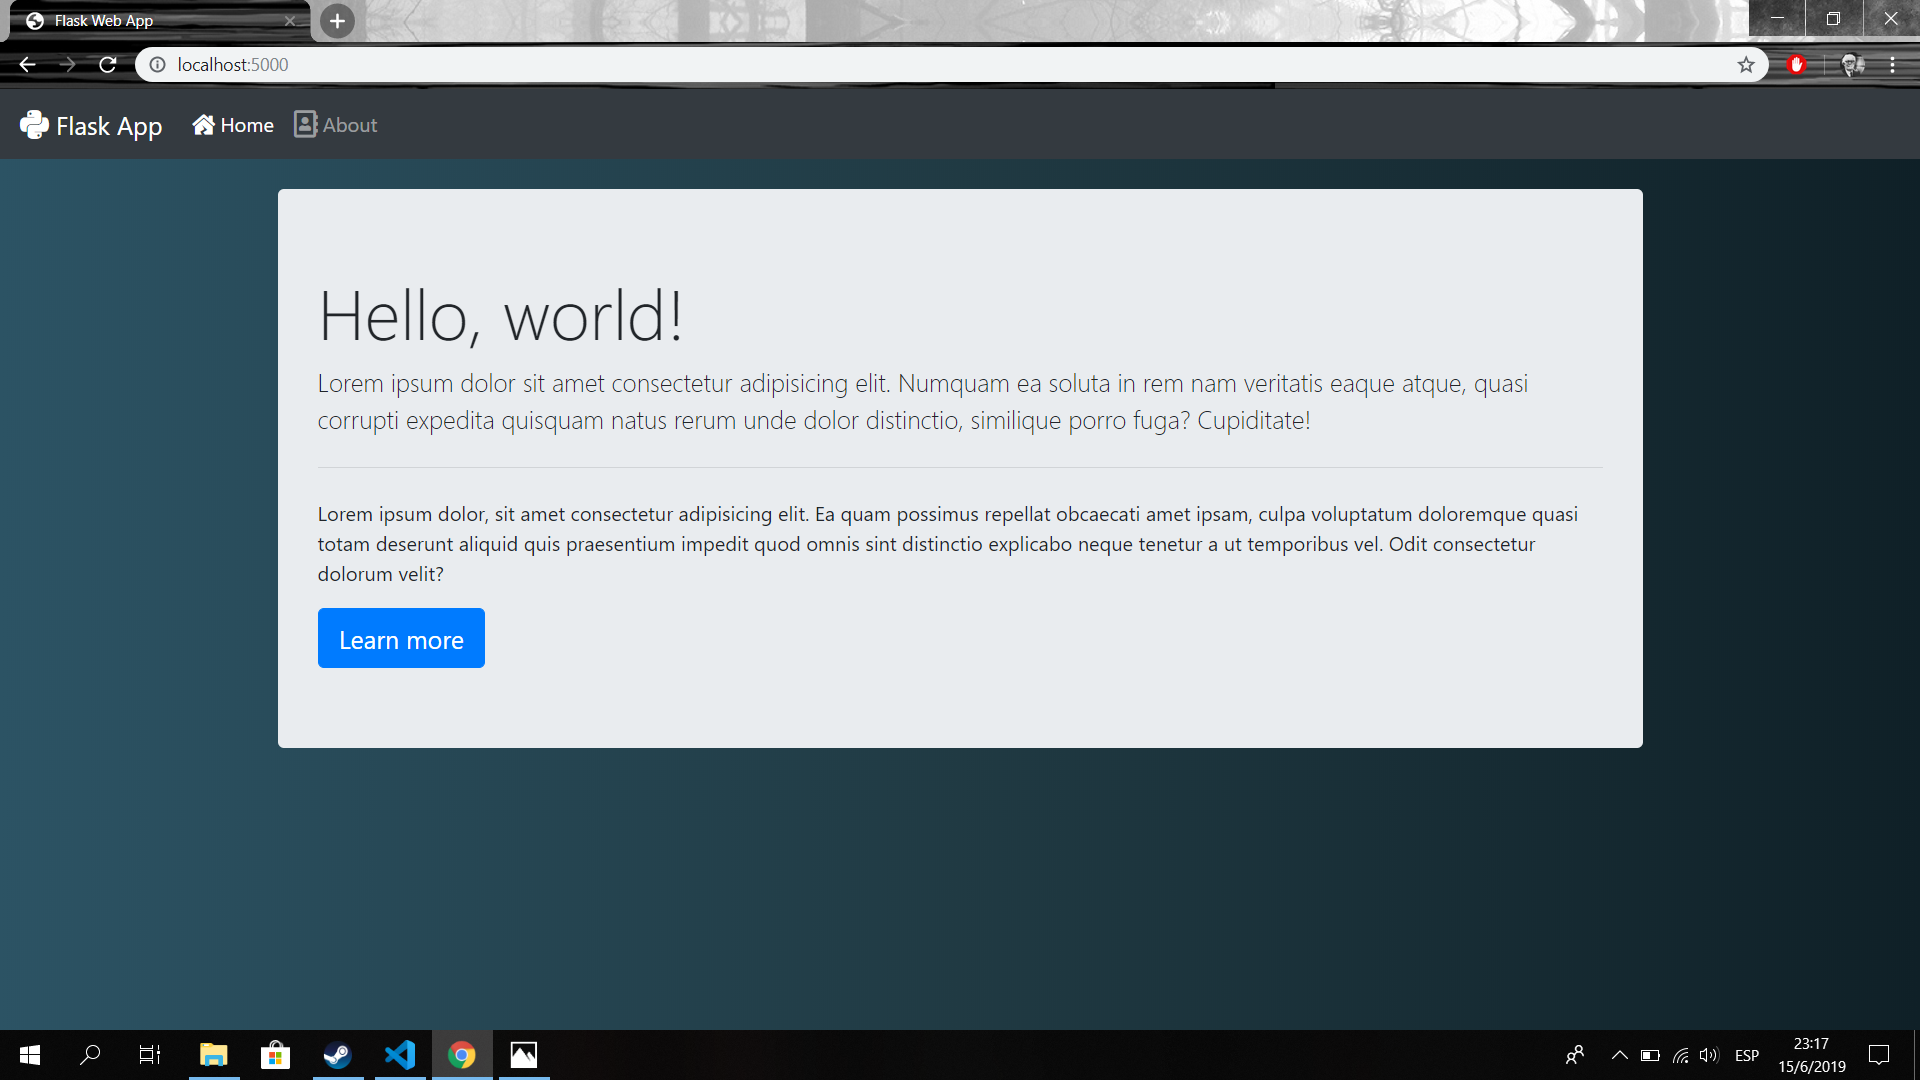 Flask Web App
localhost:5000
Flask App Home About
Hello, world!
Lorem ipsum dolor sit amet consectetur adipisicing elit. Numquam ea soluta in rem nam veritatis eaque atque, quasi
corrupti expedita quisquam natus rerum unde dolor distinctio, similique porro fuga? Cupiditate!
Lorem ipsum dolor, sit amet consectetur adipisicing elit. Ea quam possimus repellat obcaecati amet ipsam, culpa voluptatum doloremque quasi
totam deserunt aliquid quis praesentium impedit quod omnis sint distinctio explicabo neque tenetur a ut temporibus vel. Odit consectetur
dolorum velit?
Learn more
ESP
23:17
15/6/2019